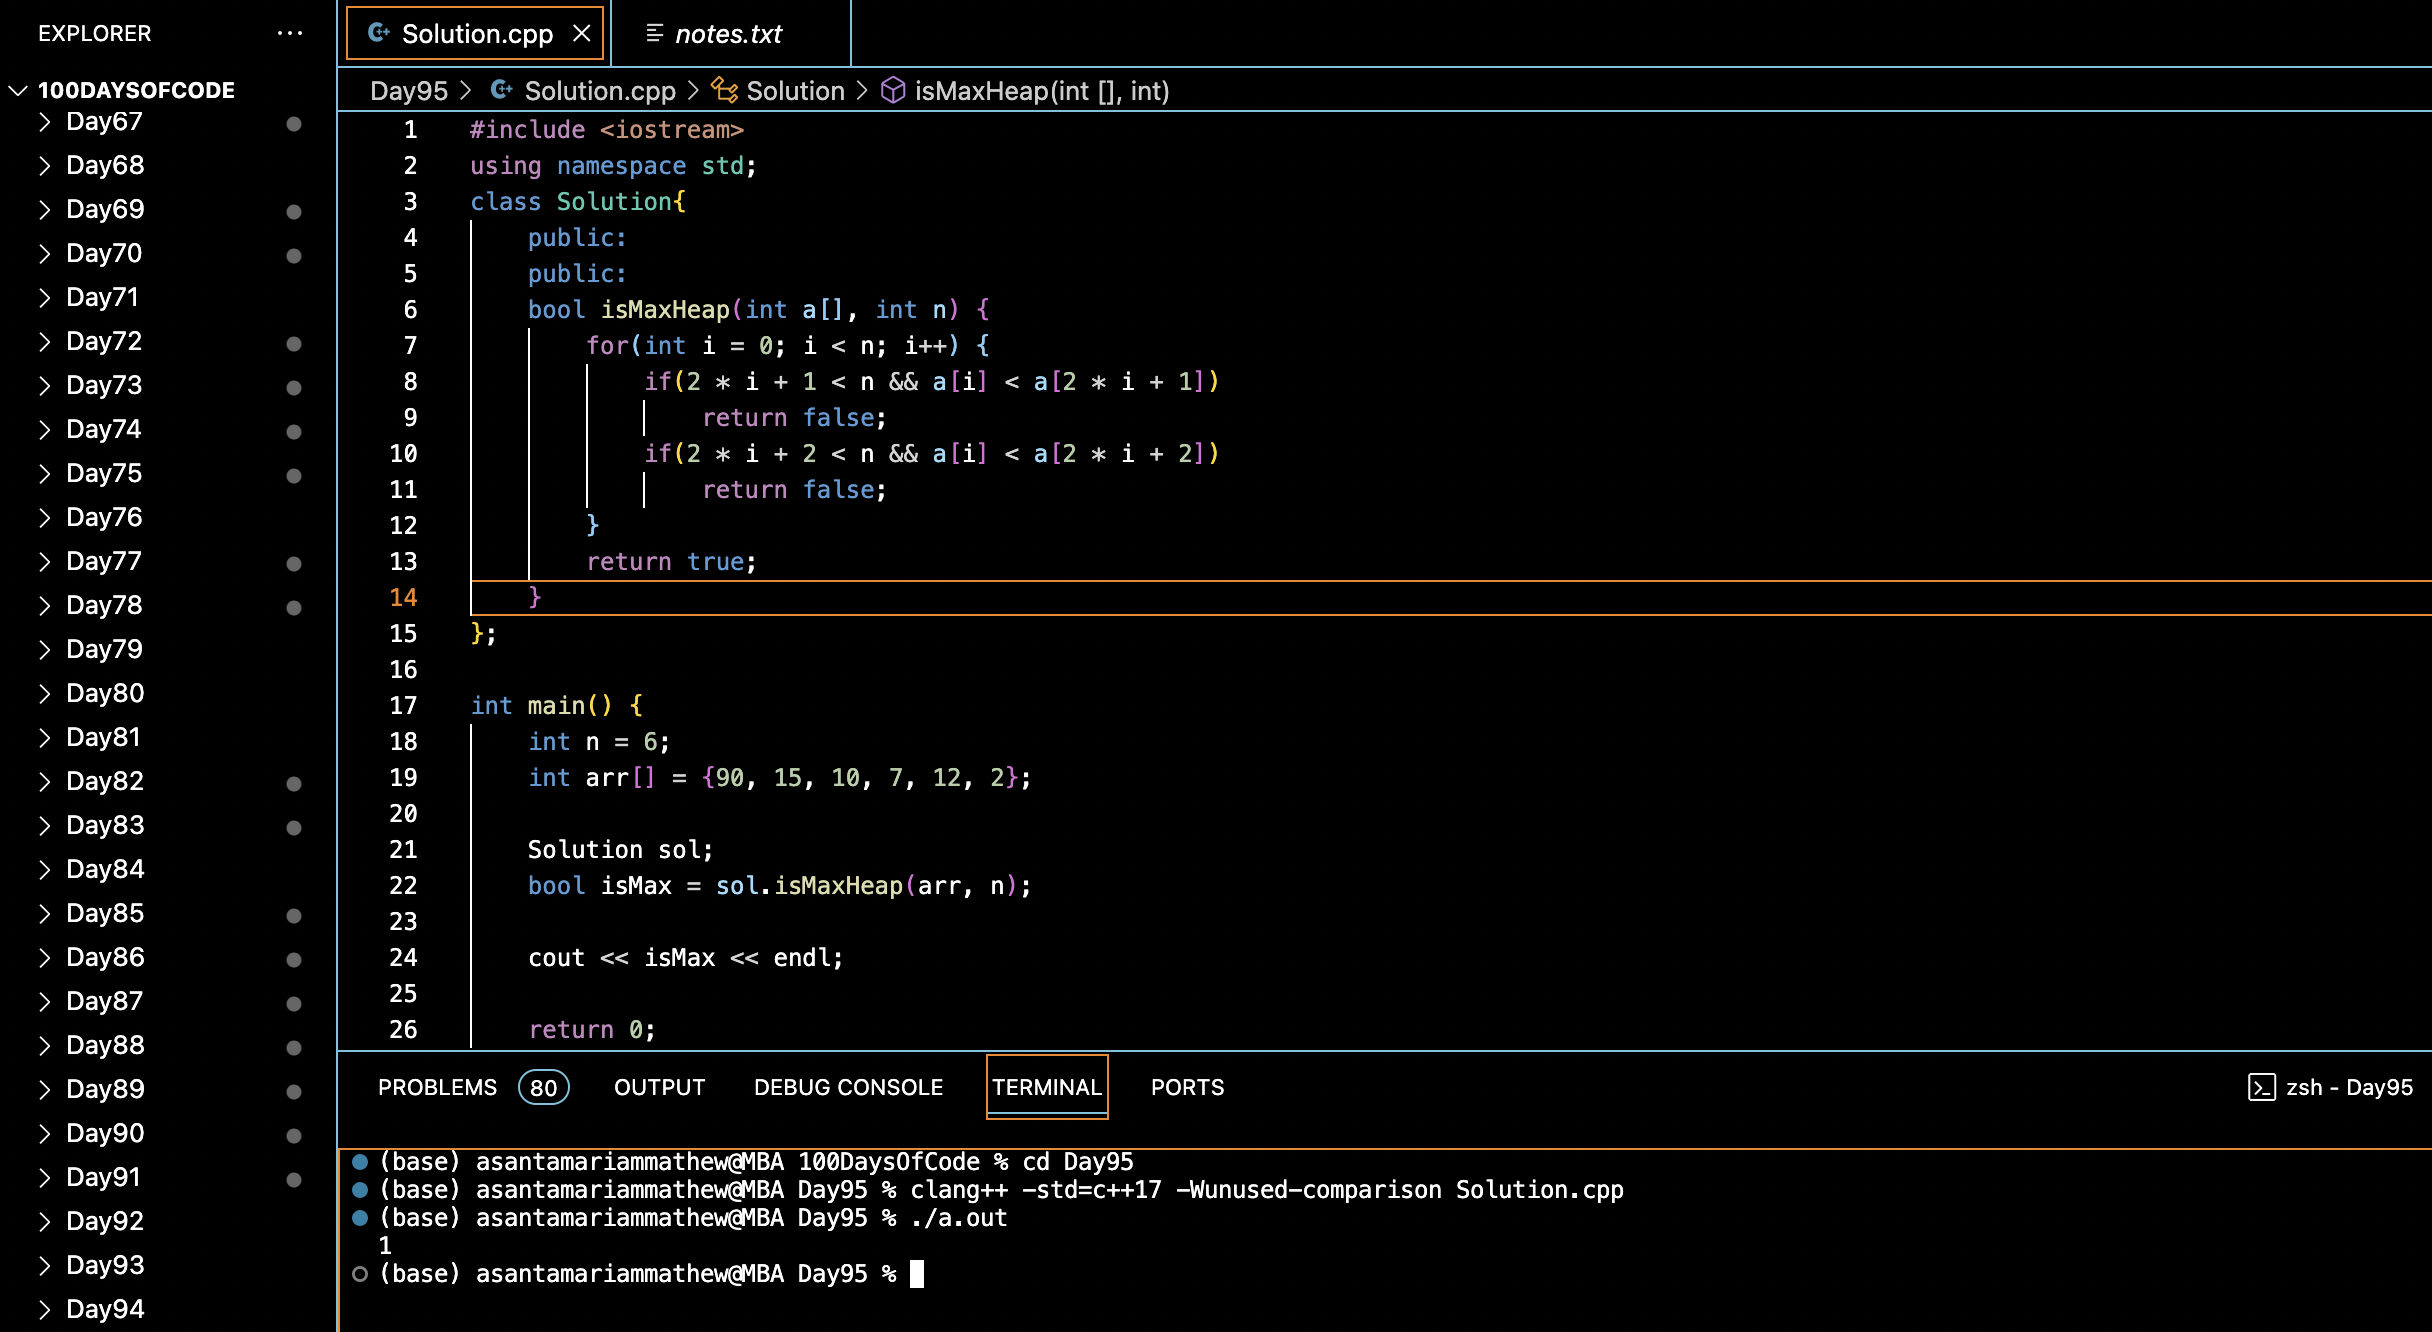 EXPLORER
100DAYSOFCODE
Day67
Day68
Day69
Day70
Day71
Day72
Day73
Day74
Day75
Day76
Day77
Day78
Day79
Day80
Day81
Day82
Day83
Day84
Day85
Day86
Day87
Day88
Day89
Day90
Day91
Day92
Day93
Day94
Solution.cpp
notes.txt
Day95 > Solution.cpp > Solution > isMaxHeap(int [], int)
1 #include <iostream>
2 using namespace std;
3 class Solution{
4     public:
5     public:
6     bool isMaxHeap(int a[], int n) {
7         for(int i = 0; i < n; i++) {
8             if(2 * i + 1 < n && a[i] < a[2 * i + 1])
9                 return false;
10             if(2 * i + 2 < n && a[i] < a[2 * i + 2])
11                 return false;
12         }
13         return true;
14     }
15 };
16
17 int main() {
18     int n = 6;
19     int arr[] = {90, 15, 10, 7, 12, 2};
20
21     Solution sol;
22     bool isMax = sol.isMaxHeap(arr, n);
23
24     cout << isMax << endl;
25
26     return 0;
PROBLEMS 80 OUTPUT DEBUG CONSOLE TERMINAL PORTS zsh - Day95
(base) asantamariammathew@MBA 100DaysOfCode % cd Day95
(base) asantamariammathew@MBA Day95 % clang++ -std=c++17 -Wunused-comparison Solution.cpp
(base) asantamariammathew@MBA Day95 % ./a.out
1
(base) asantamariammathew@MBA Day95 %